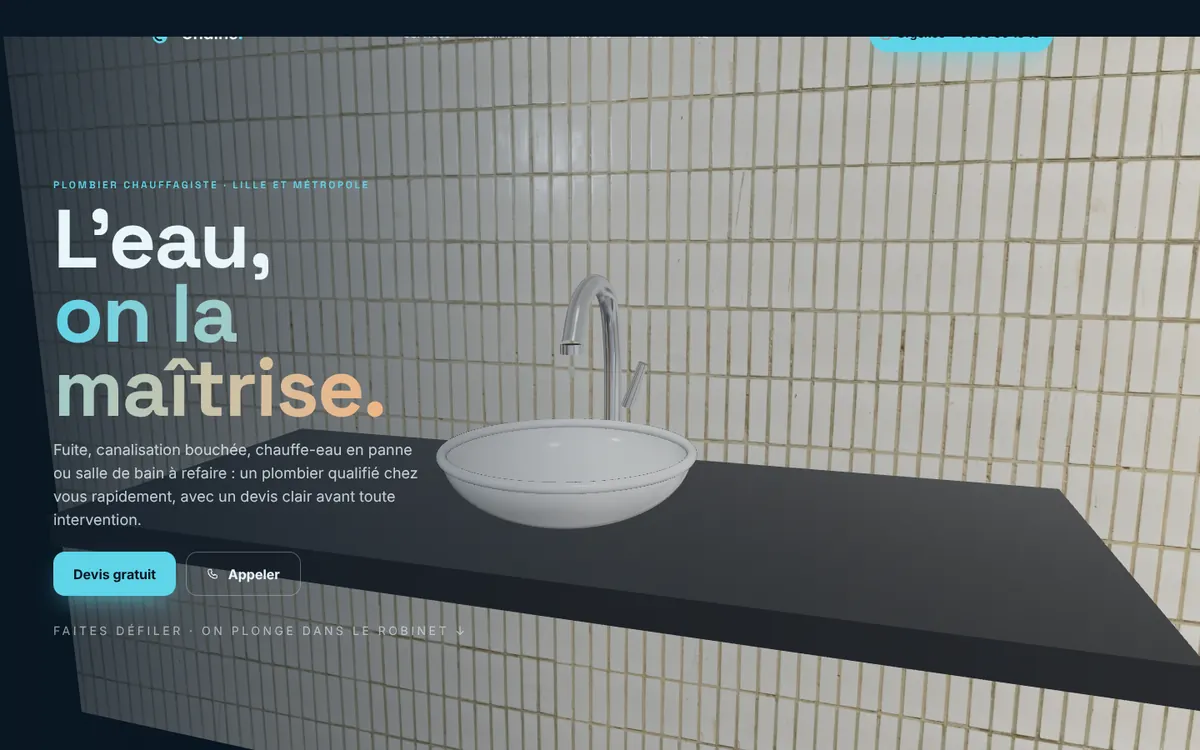 PLOMBIER CHAUFFAGISTE · LILLE ET MÉTROPOLE
L’eau,
on la
maîtrise.
Fuite, canalisation bouchée, chauffe-eau en panne
ou salle de bain à refaire : un plombier qualifié chez
vous rapidement, avec un devis clair avant toute
intervention.
Devis gratuit
Appeler
FAITES DÉFILER · ON PLONGE DANS LE ROBINET ↓